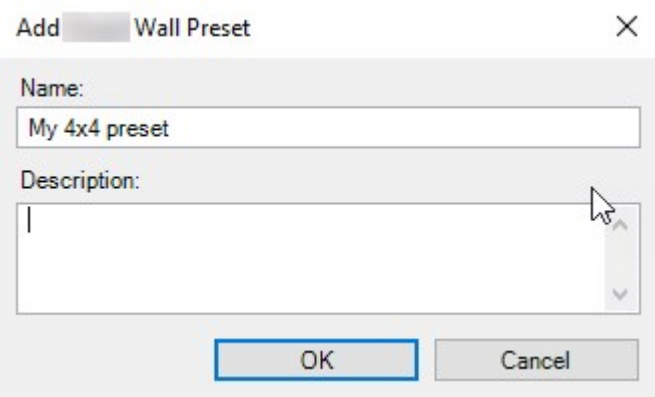 Add Wall Preset
Name:
My 4x4 preset
Description:
OK
Cancel